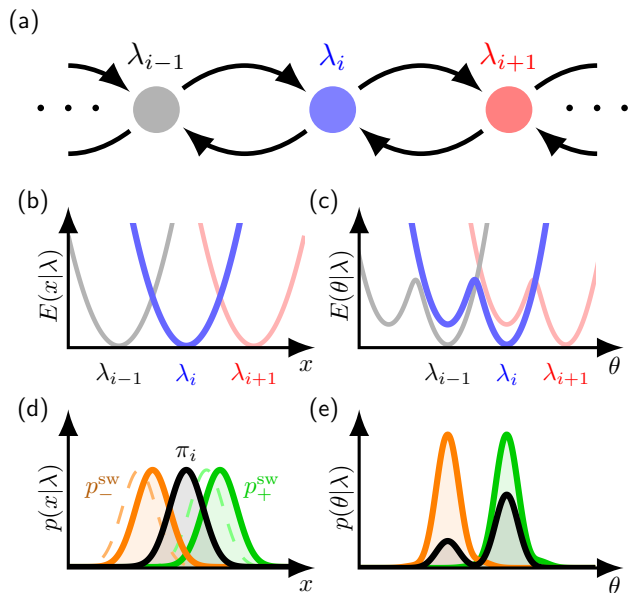 (a)
λ_{i−1} λ_i λ_{i+1}
(b) (c)
E(x|λ) E(θ|λ)
λ_{i−1} λ_i λ_{i+1} x λ_{i−1} λ_i λ_{i+1} θ
(d) (e)
p(x|λ) p_−^{sw} π_i p_+^{sw} p(θ|λ)
x θ